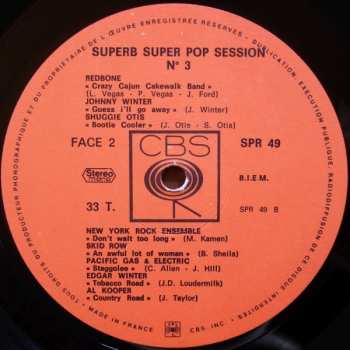 SUPERB SUPER POP SESSION
N° 3
REDBONE
« Crazy Cajun Cakewalk Band »
(L. Vegas - P. Vegas - J. Ford)
JOHNNY WINTER
« Guess i'll go away » (J. Winter)
SHUGGIE OTIS
« Bootie Cooler » (J. Otis - S. Otis)
FACE 2
CBS
SPR 49
Stereo
B.I.E.M.
33 T.
SPR 49 B
NEW YORK ROCK ENSEMBLE
« Don't wait too long » (M. Kamen)
SKID ROW
« An awful lot of woman » (B. Sheils)
PACIFIC GAS & ELECTRIC
« Staggolee » (C. Allen - J. Hill)
EDGAR WINTER
« Tobacco Road » (J.D. Loudermilk)
AL KOOPER
« Country Road » (J. Taylor)
TOUS DROITS DU PRODUCTEUR PHONOGRAPHIQUE ET DU PROPRIETAIRE DE L'ŒUVRE ENREGISTREE RESERVES
PUBLIQUE, RADIODIFFUSION DE CE DISQUE INTERDITES
MADE IN FRANCE
CBS INC.